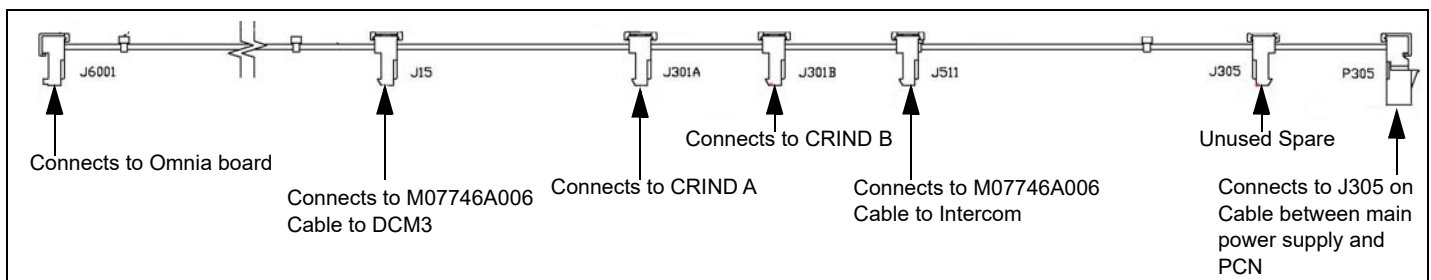 J6001
J15
J301A
J301B
J511
J305
P305
Connects to Omnia board
Connects to M07746A006
Cable to DCM3
Connects to CRIND A
Connects to CRIND B
Connects to M07746A006
Cable to Intercom
Unused Spare
Connects to J305 on
Cable between main
power supply and
PCN